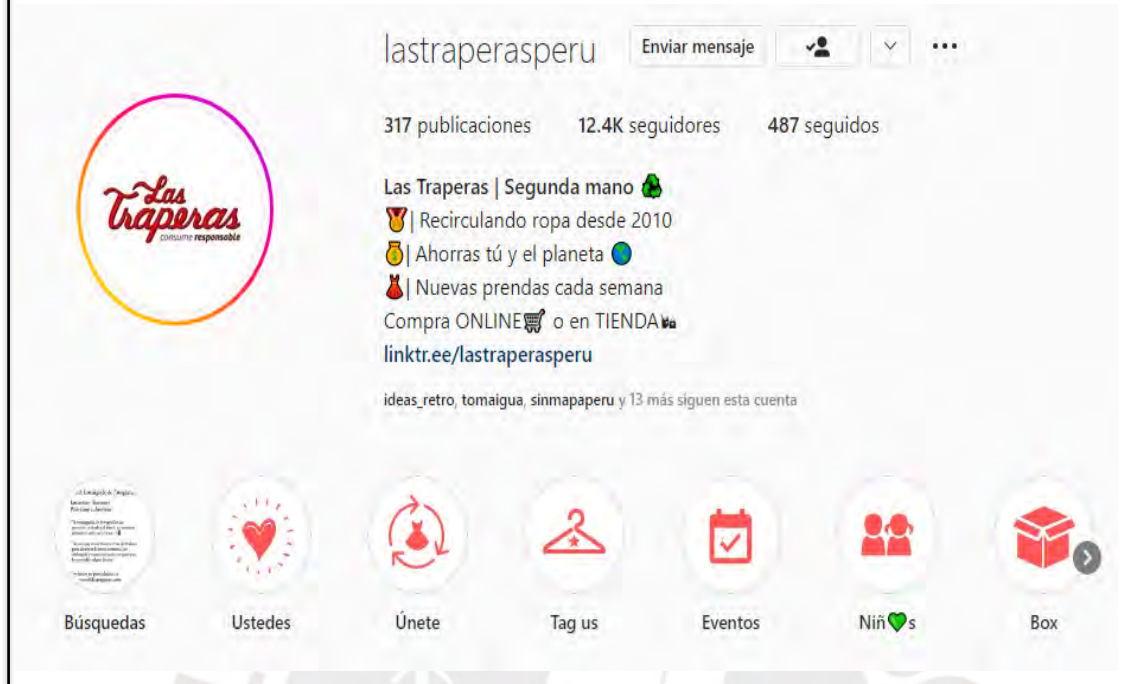 lastraperasperu Enviar mensaje
317 publicaciones 12.4K seguidores 487 seguidos
Las Traperas | Segunda mano
| Recirculando ropa desde 2010
| Ahorras tú y el planeta
| Nuevas prendas cada semana
Compra ONLINE🛒 o en TIENDA🛍
linktr.ee/lastraperasperu
ideas_retro, tomaigua, sinmapaperu y 13 más siguen esta cuenta
Las
Traperas
consume responsable
Búsquedas Ustedes Únete Tag us Eventos Niñ💚s Box